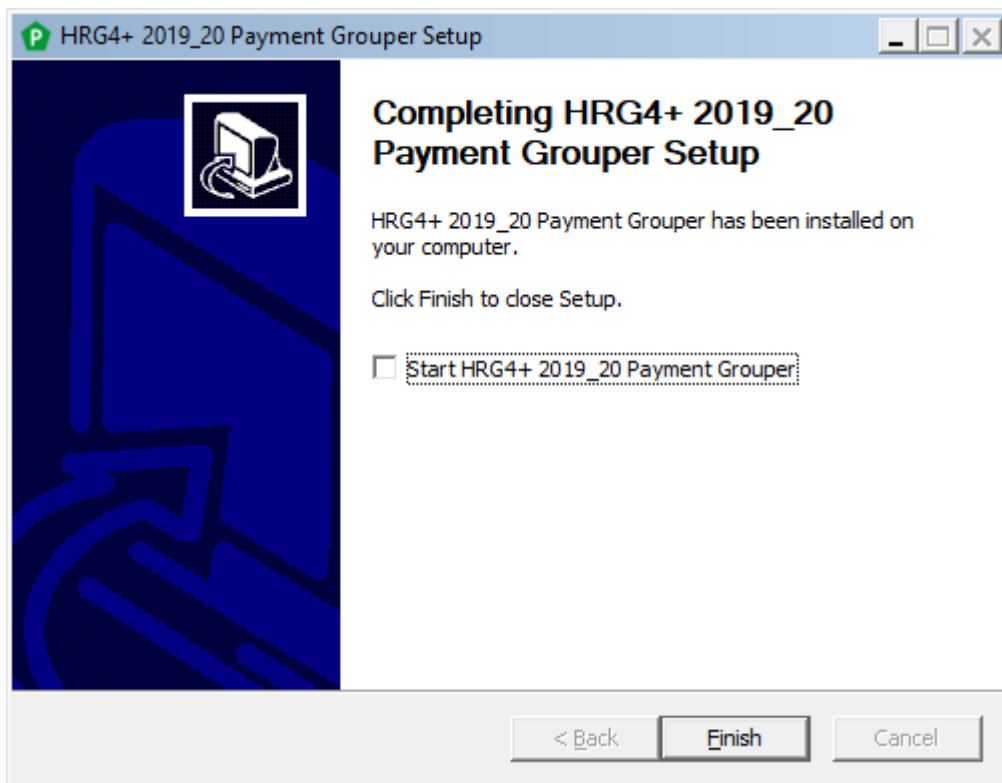 HRG4+ 2019_20 Payment Grouper Setup
Completing HRG4+ 2019_20
Payment Grouper Setup
HRG4+ 2019_20 Payment Grouper has been installed on
your computer.
Click Finish to close Setup.
Start HRG4+ 2019_20 Payment Grouper
< Back Finish Cancel